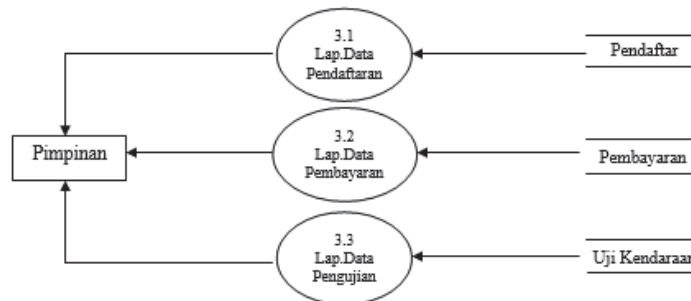 3.1
Lap.Data
Pendaftaran
Pendaftar
Pimpinan
3.2
Lap.Data
Pembayaran
Pembayaran
3.3
Lap.Data
Pengujian
Uji Kendaraan